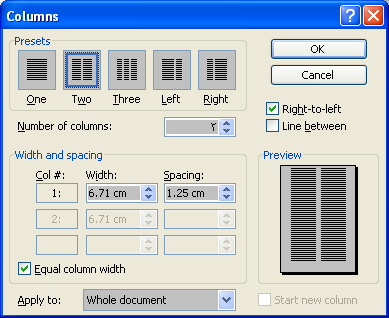 Columns
Presets
One
Two
Three
Left
Right
OK
Cancel
Number of columns: ۲
Right-to-left
Line between
Width and spacing
Col #: Width: Spacing:
1: 6.71 cm 1.25 cm
2: 6.71 cm
Equal column width
Preview
Apply to: Whole document
Start new column